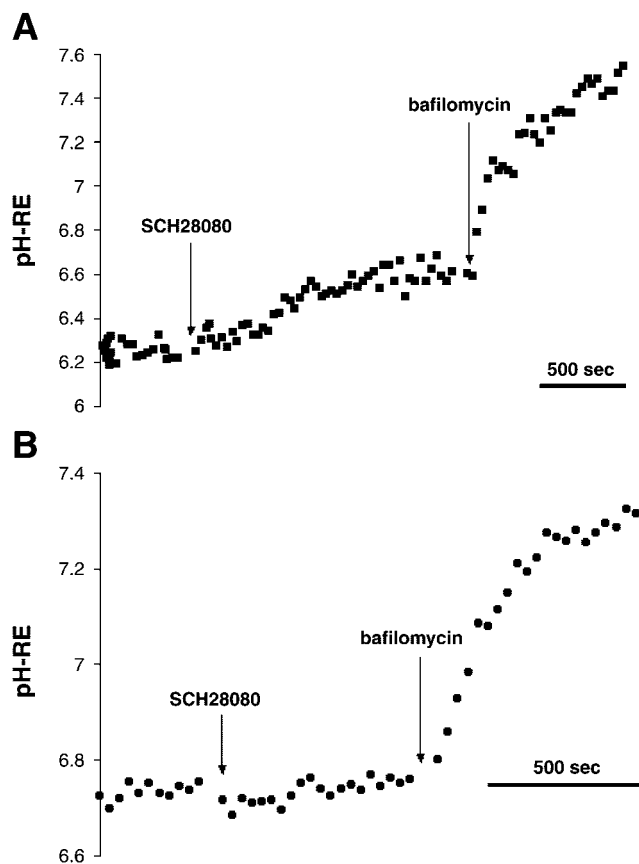 A
7.6
7.4
7.2
7
6.8
6.6
6.4
6.2
6
pH-RE
SCH28080
bafilomycin
500 sec
B
7.4
7.2
7
6.8
6.6
pH-RE
SCH28080
bafilomycin
500 sec